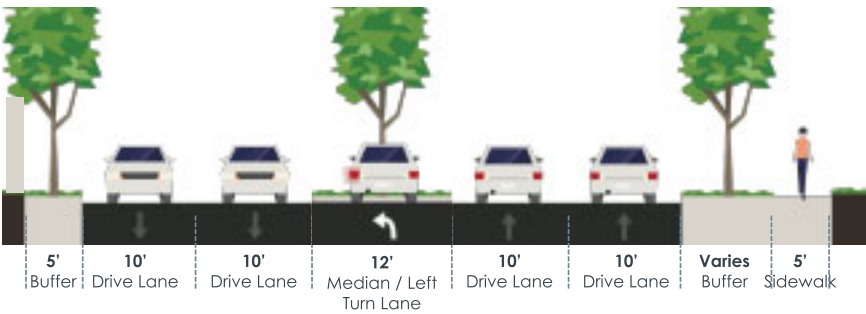 5’ 10’ 10’ 12’ 10’ 10’ Varies 5’
Buffer Drive Lane Drive Lane Median / Left Drive Lane Drive Lane Buffer Sidewalk
Turn Lane